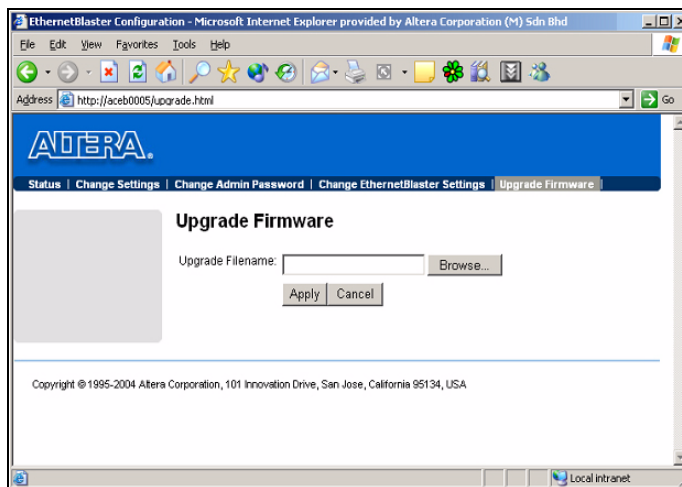 EthernetBlaster Configuration - Microsoft Internet Explorer provided by Altera Corporation (M) Sdn Bhd
File Edit View Favorites Tools Help
Address http://aceb0005/upgrade.html Go
ALTERA.
Status | Change Settings | Change Admin Password | Change EthernetBlaster Settings | Upgrade Firmware |
Upgrade Firmware
Upgrade Filename: Browse...
Apply Cancel
Copyright © 1995-2004 Altera Corporation, 101 Innovation Drive, San Jose, California 95134, USA
Local intranet